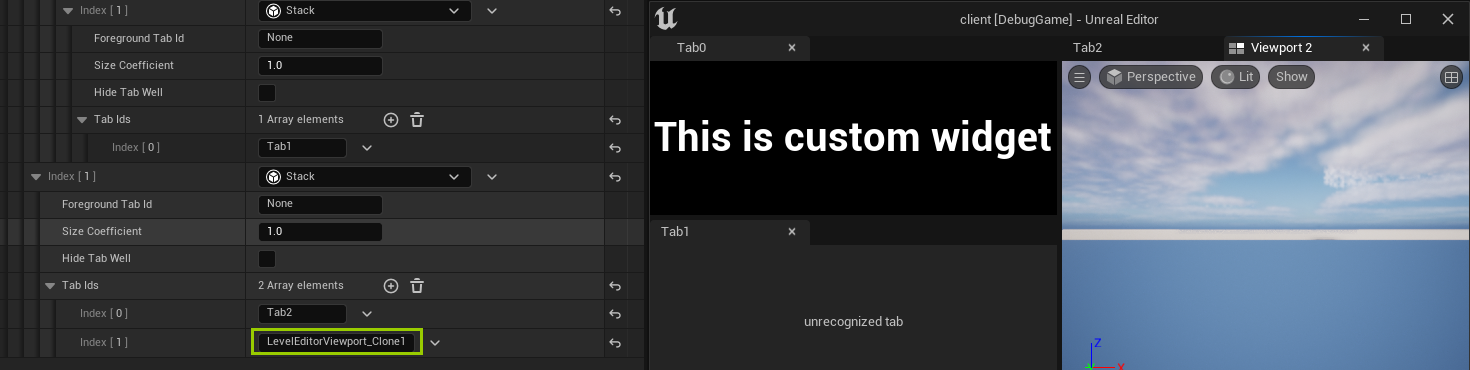 Index [ 1 ] Stack
Foreground Tab Id None
Size Coefficient 1.0
Hide Tab Well
Tab Ids 1 Array elements
Index [ 0 ] Tab1
Index [ 1 ] Stack
Foreground Tab Id None
Size Coefficient 1.0
Hide Tab Well
Tab Ids 2 Array elements
Index [ 0 ] Tab2
Index [ 1 ] LevelEditorViewport_Clone1
client [DebugGame] - Unreal Editor
Tab0
Tab2 Viewport 2
Perspective Lit Show
This is custom widget
Tab1
unrecognized tab
Z
X